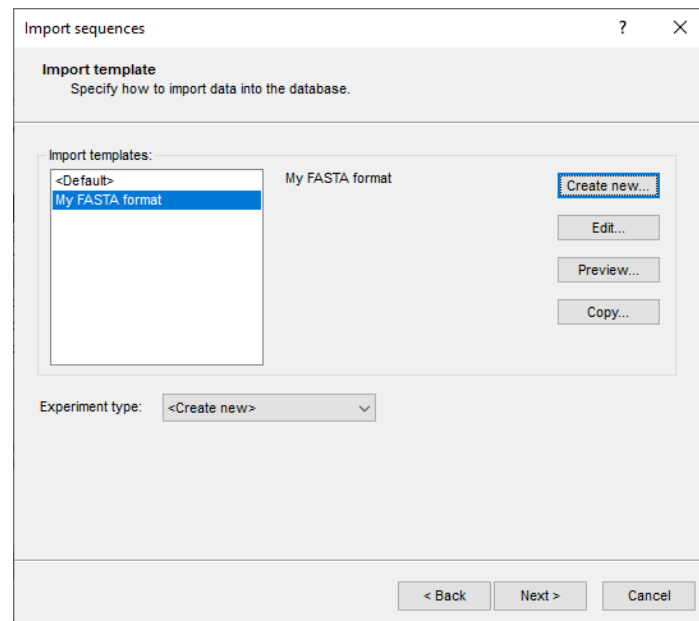 Import sequences
?
Import template
Specify how to import data into the database.
Import templates:
<Default>
My FASTA format
My FASTA format
Create new...
Edit...
Preview...
Copy...
Experiment type:
<Create new>
< Back
Next >
Cancel